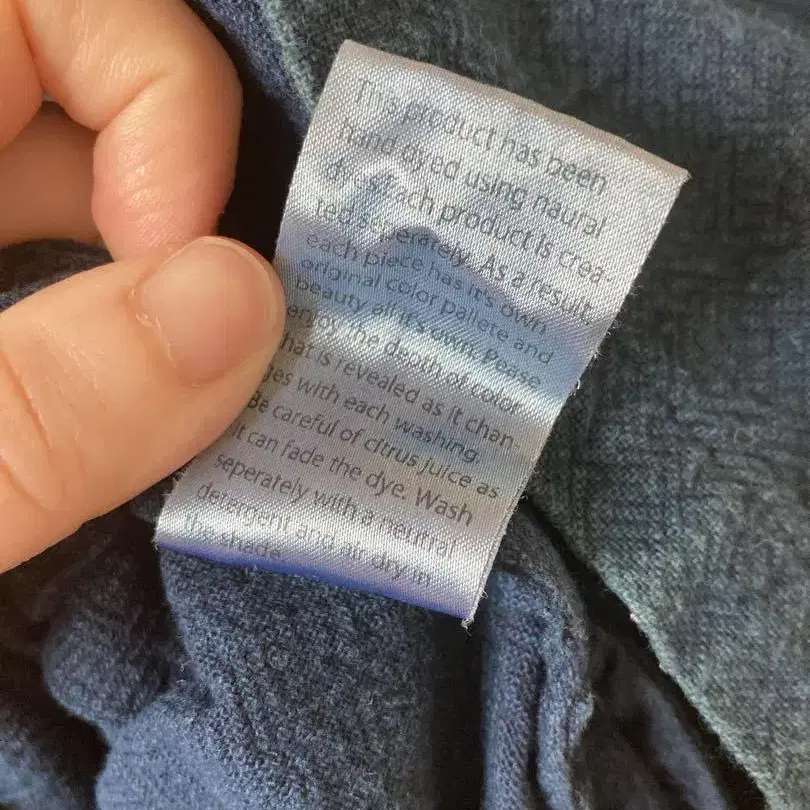 This product has been
hand dyed using naural
dyes. Each product is crea-
ted seperately. As a result,
each piece has it's own
original color pallete and
beauty all it's own. Pease
enjoy the depth of color
hat is revealed as it chan
ges with each washing
Be careful of citrus juice as
it can fade the dye. Wash
seperately with a neutral
detergent and air dry in
the shade.